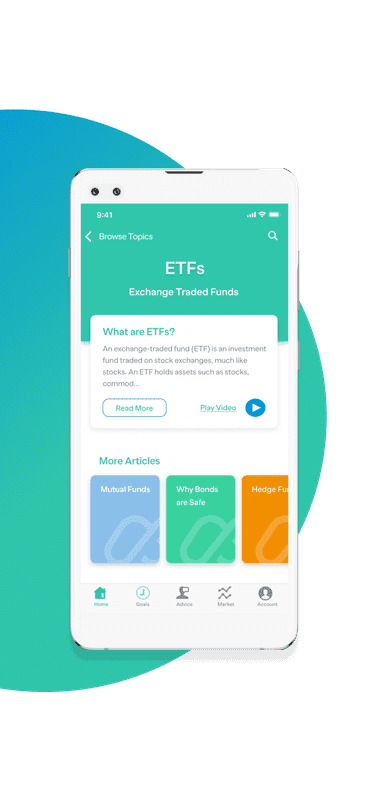 9:41
Browse Topics
ETFs
Exchange Traded Funds
What are ETFs?
An exchange-traded fund (ETF) is an investment
fund traded on stock exchanges, much like
stocks. An ETF holds assets such as stocks,
commod...
Read More
Play Video
More Articles
Mutual Funds
Why Bonds
are Safe
Hedge Fu
Home
Goals
Advice
Market
Account